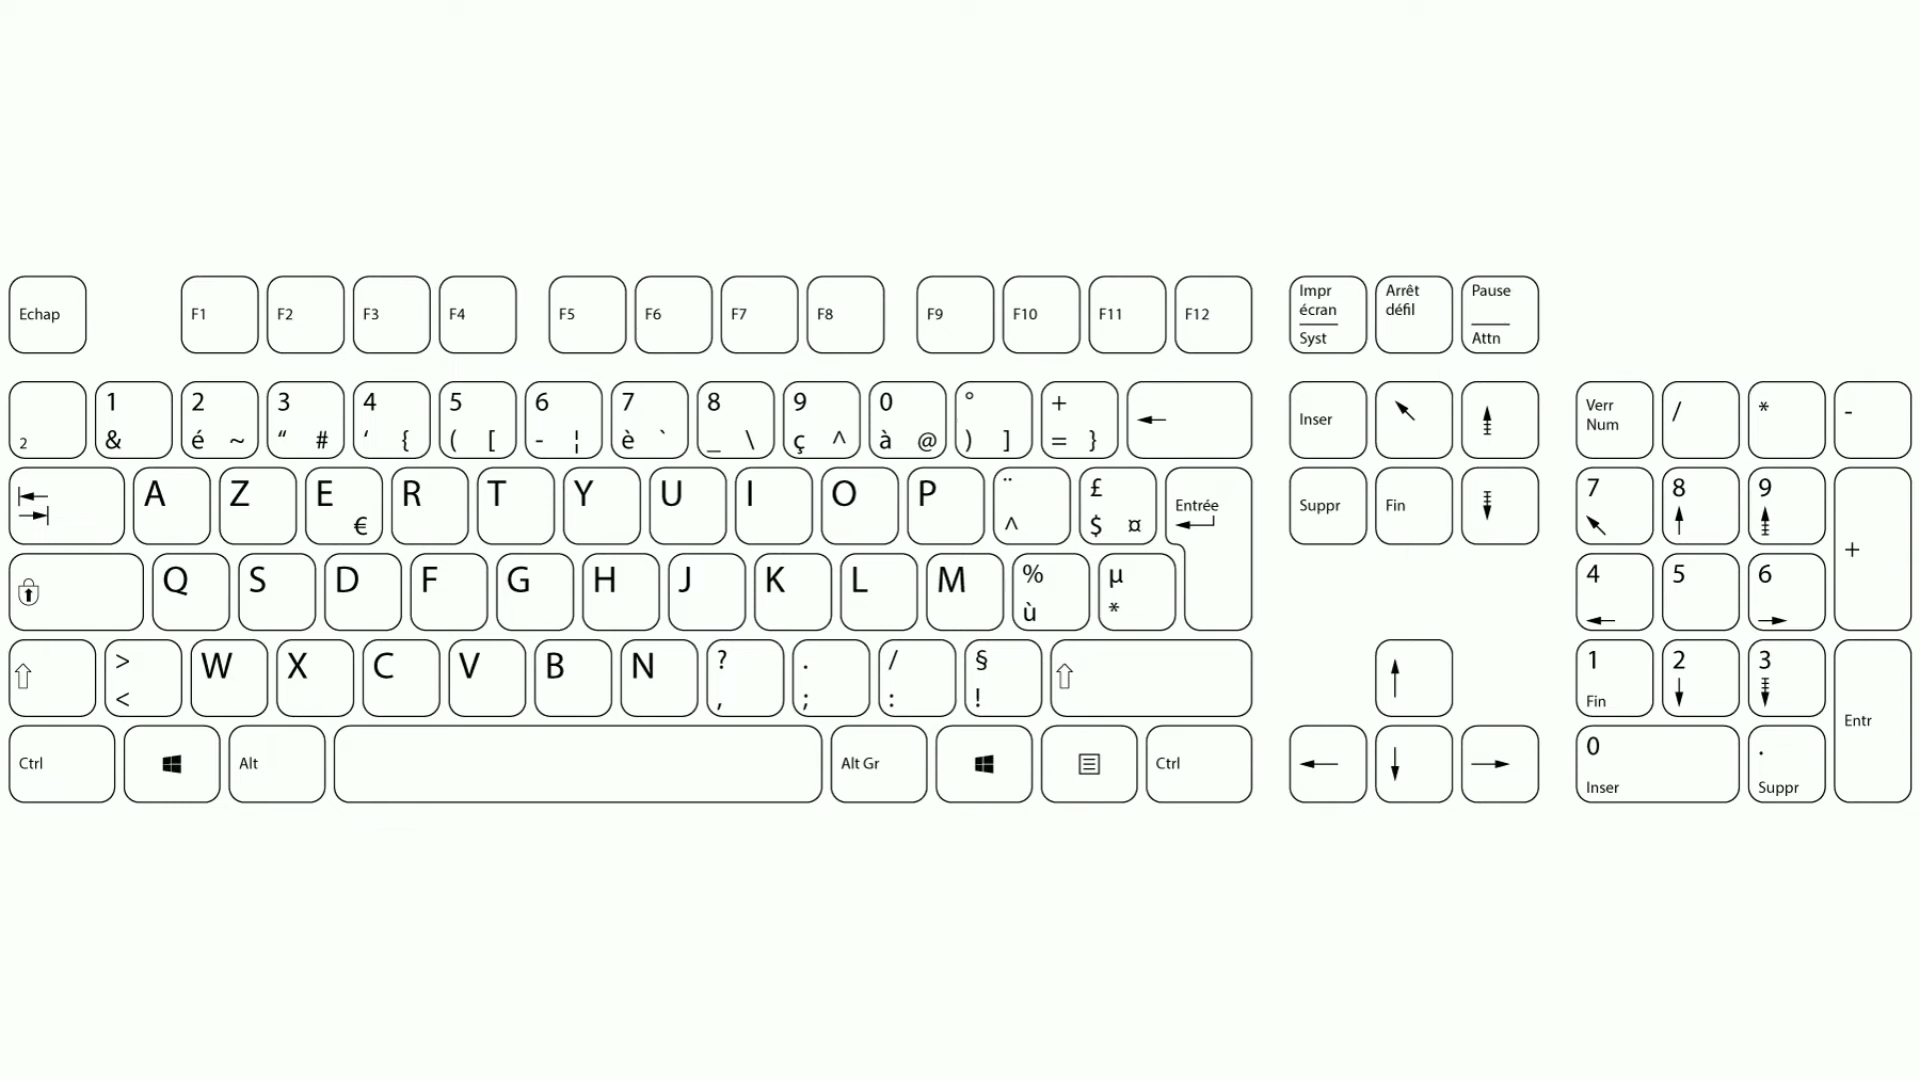 Echap F1 F2 F3 F4 F5 F6 F7 F8 F9 F10 F11 F12 Impr écran Syst Arrêt défil Pause Attn
2 1 & 2 é ~ 3 “ # 4 ‘ { 5 ( [ 6 - ¦ 7 è ` 8 _ \ 9 ç ^ 0 à @ ° ) ] + = } Inser Verr Num / * -
A Z E € R T Y U I O P ¨ ^ £ $ ¤ Entrée Suppr Fin 7 8 9 +
Q S D F G H J K L M % ù µ * 4 5 6
> < W X C V B N ? , . ; / : § ! 1 Fin 2 3 Entr
Ctrl Alt Alt Gr Ctrl 0 Inser . Suppr